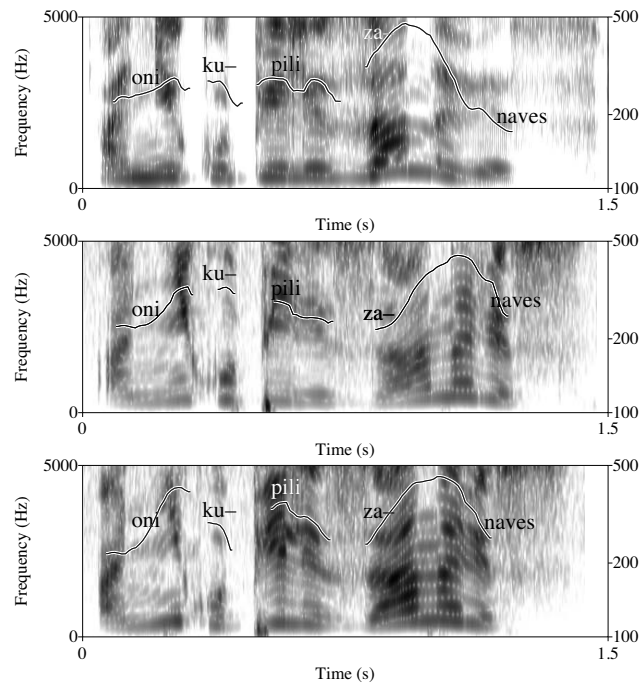 5000 500
Frequency (Hz)
oni ku– pili za– naves
200
0 100
0 1.5
Time (s)
5000 500
Frequency (Hz)
oni ku– pili za– naves
200
0 100
0 1.5
Time (s)
5000 500
Frequency (Hz)
oni ku– pili za– naves
200
0 100
0 1.5
Time (s)